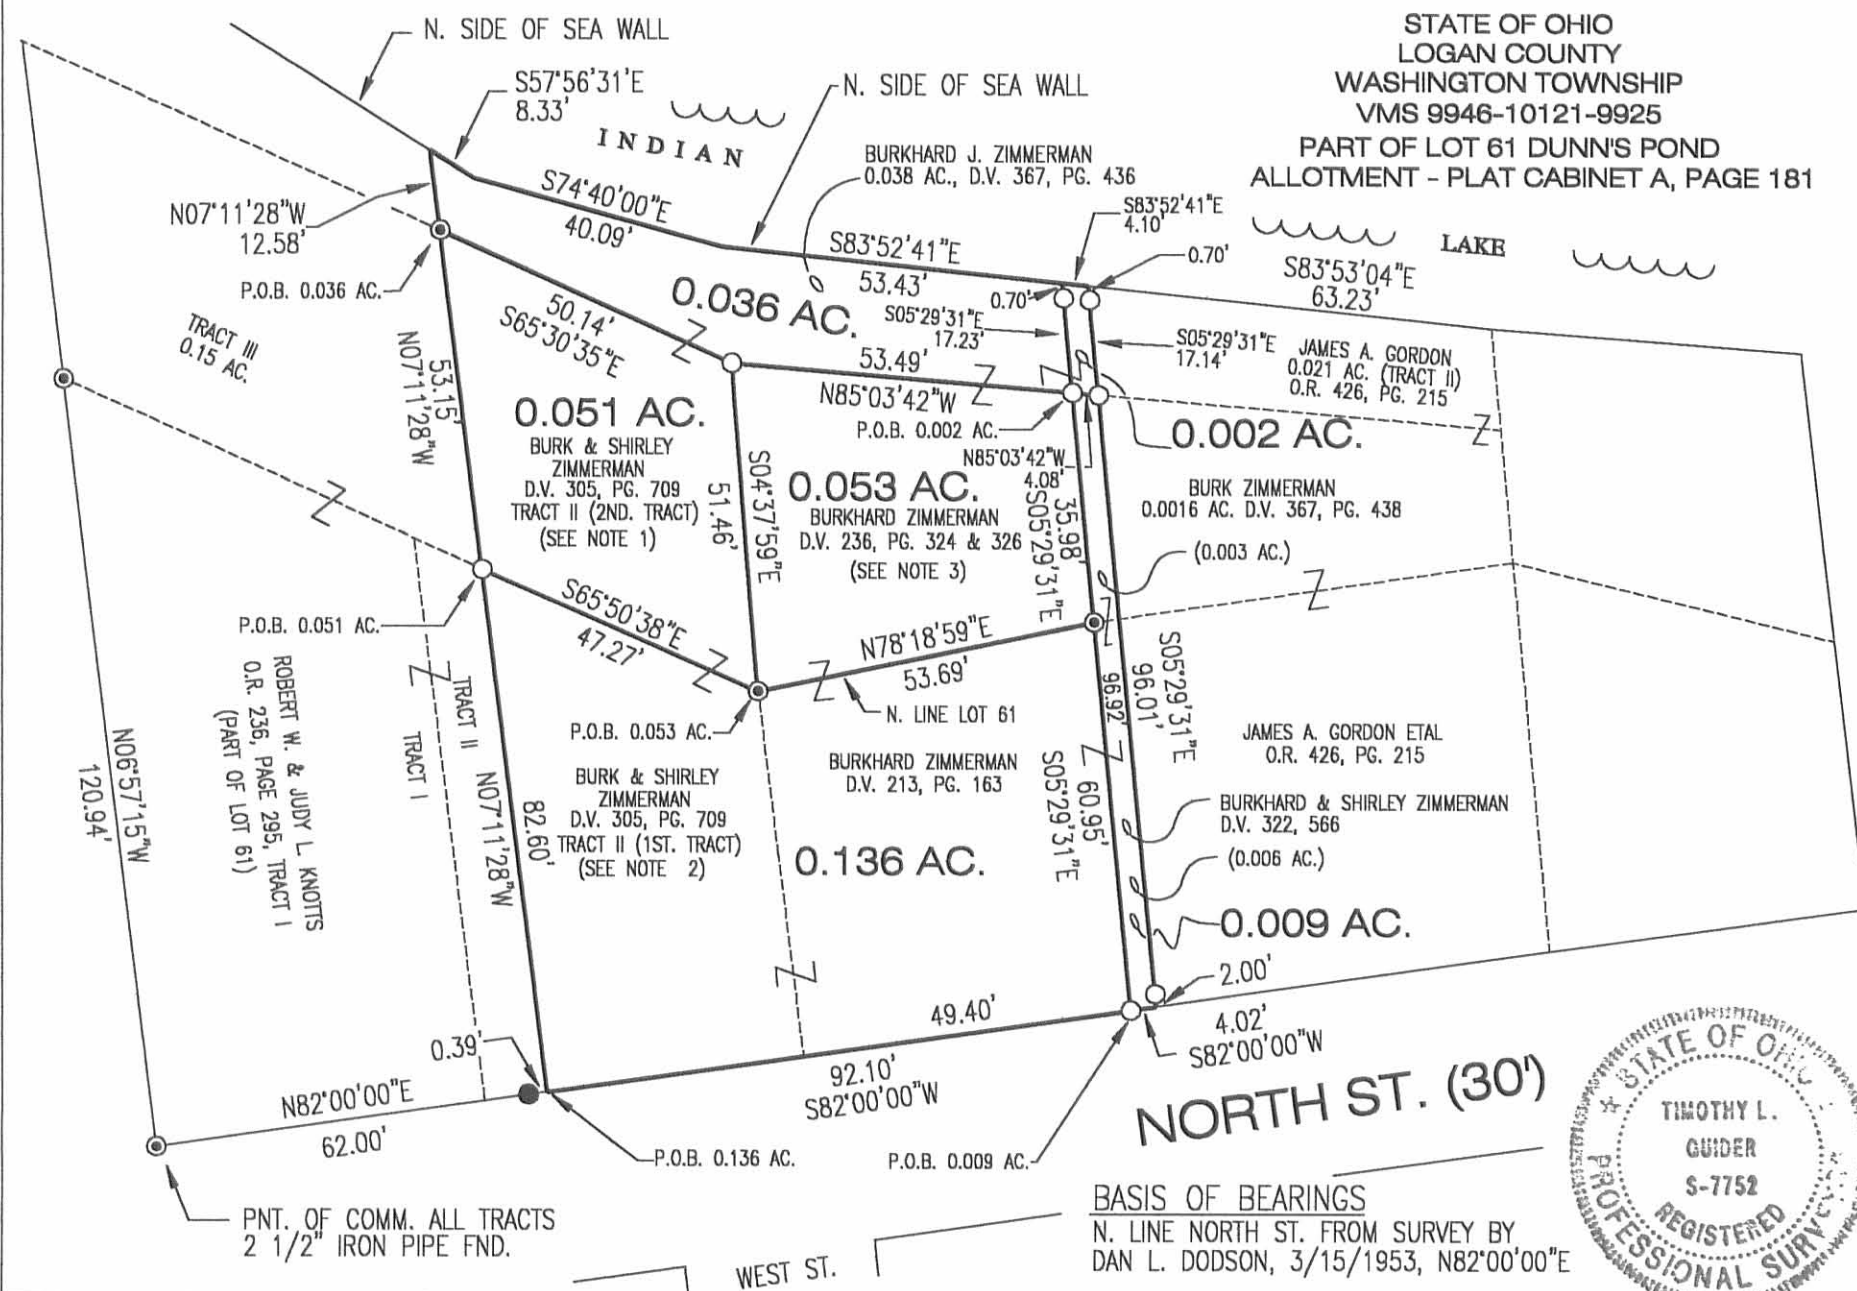 N. SIDE OF SEA WALL
STATE OF OHIO
LOGAN COUNTY
WASHINGTON TOWNSHIP
VMS 9946-10121-9925
PART OF LOT 61 DUNN'S POND
ALLOTMENT - PLAT CABINET A, PAGE 181
S57°56'31'E
8.33'
N. SIDE OF SEA WALL
INDIAN
BURKHARD J. ZIMMERMAN
0.038 AC., D.V. 367, PG. 436
S74°40'00"E
40.09'
N07°11'28"W
12.58'
S83°52'41"E
4.10'
LAKE
S83°52'41"E
53.43'
0.70'
S83°53'04"E
63.23'
P.O.B. 0.036 AC.
0.036 AC.
0.70'
50.14'
S65°30'35"E
S05°29'31"E
17.23'
S05°29'31"E
17.14'
JAMES A. GORDON
0.021 AC. (TRACT II)
O.R. 426, PG. 215
TRACT III
0.15 AC.
53.15'
N07°11'28"W
53.49'
N85°03'42"W
0.051 AC.
BURK & SHIRLEY
ZIMMERMAN
D.V. 305, PG. 709
TRACT II (2ND. TRACT)
(SEE NOTE 1)
P.O.B. 0.002 AC.
0.002 AC.
N85°03'42"W
4.08'
51.46'
S04°37'59"E
0.053 AC.
BURKHARD ZIMMERMAN
D.V. 236, PG. 324 & 326
(SEE NOTE 3)
35.98'
S05°29'31"E
BURK ZIMMERMAN
0.0016 AC. D.V. 367, PG. 438
(0.003 AC.)
S65°50'38"E
47.27'
P.O.B. 0.051 AC.
N78°18'59"E
53.69'
N. LINE LOT 61
P.O.B. 0.053 AC.
ROBERT W. & JUDY L. KNOTTS
O.R. 236, PAGE 295, TRACT I
(PART OF LOT 61)
TRACT II
TRACT I
N07°11'28"W
82.60'
N06°57'15"W
120.94'
BURK & SHIRLEY
ZIMMERMAN
D.V. 305, PG. 709
TRACT II (1ST. TRACT)
(SEE NOTE 2)
BURKHARD ZIMMERMAN
D.V. 213, PG. 163
0.136 AC.
96.92'
S05°29'31"E
96.01'
60.95'
S05°29'31"E
JAMES A. GORDON ETAL
O.R. 426, PG. 215
BURKHARD & SHIRLEY ZIMMERMAN
D.V. 322, 566
(0.006 AC.)
0.009 AC.
2.00'
49.40'
4.02'
S82°00'00"W
0.39'
92.10'
S82°00'00"W
N82°00'00"E
62.00'
P.O.B. 0.136 AC.
P.O.B. 0.009 AC.
NORTH ST. (30')
PNT. OF COMM. ALL TRACTS
2 1/2" IRON PIPE FND.
WEST ST.
BASIS OF BEARINGS
N. LINE NORTH ST. FROM SURVEY BY
DAN L. DODSON, 3/15/1953, N82°00'00"E
STATE OF OHIO
TIMOTHY L.
GUIDER
S-7752
REGISTERED
PROFESSIONAL